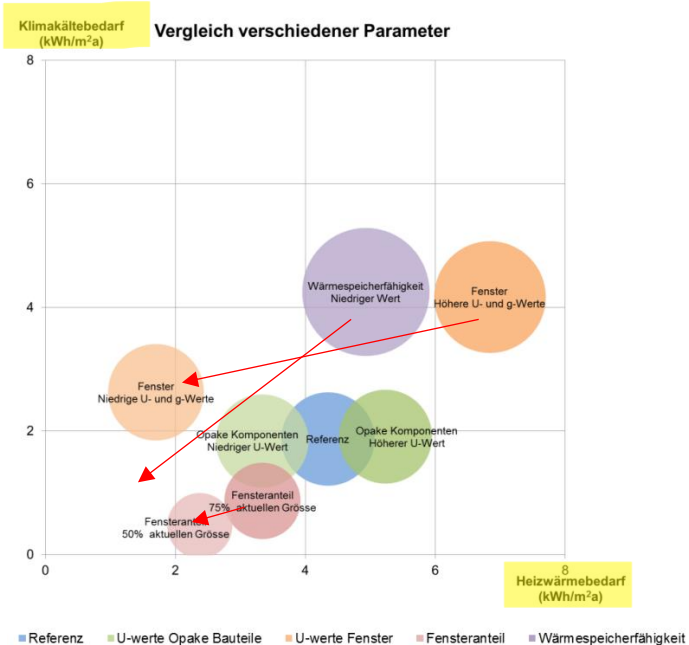 Klimakältebedarf
(kWh/m²a)
Vergleich verschiedener Parameter
8
6
4
2
0
Wärmespeicherfähigkeit
Niedriger Wert
Fenster
Höhere U- und g-Werte
Fenster
Niedrige U- und g-Werte
Opake Komponenten
Niedriger U-Wert
Referenz
Opake Komponenten
Höherer U-Wert
Fensteranteil
75% aktuellen Grösse
Fensteranteil
50% aktuellen Grösse
0 2 4 6 8
Heizwärmebedarf
(kWh/m²a)
Referenz U-werte Opake Bauteile U-werte Fenster Fensteranteil Wärmespeicherfähigkeit